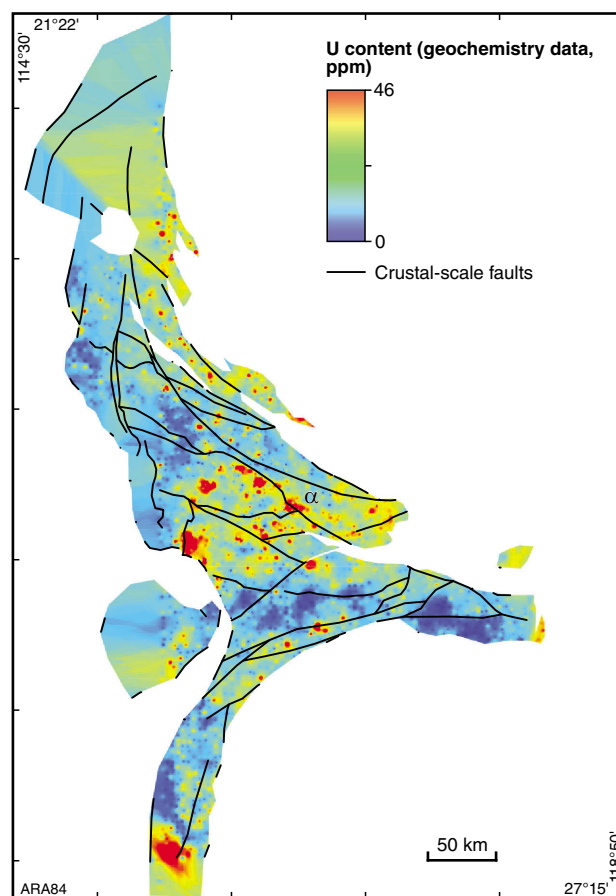 21°22'
114°30'
U content (geochemistry data,
ppm)
46
0
Crustal-scale faults
α
50 km
ARA84
27°15'
118°50'